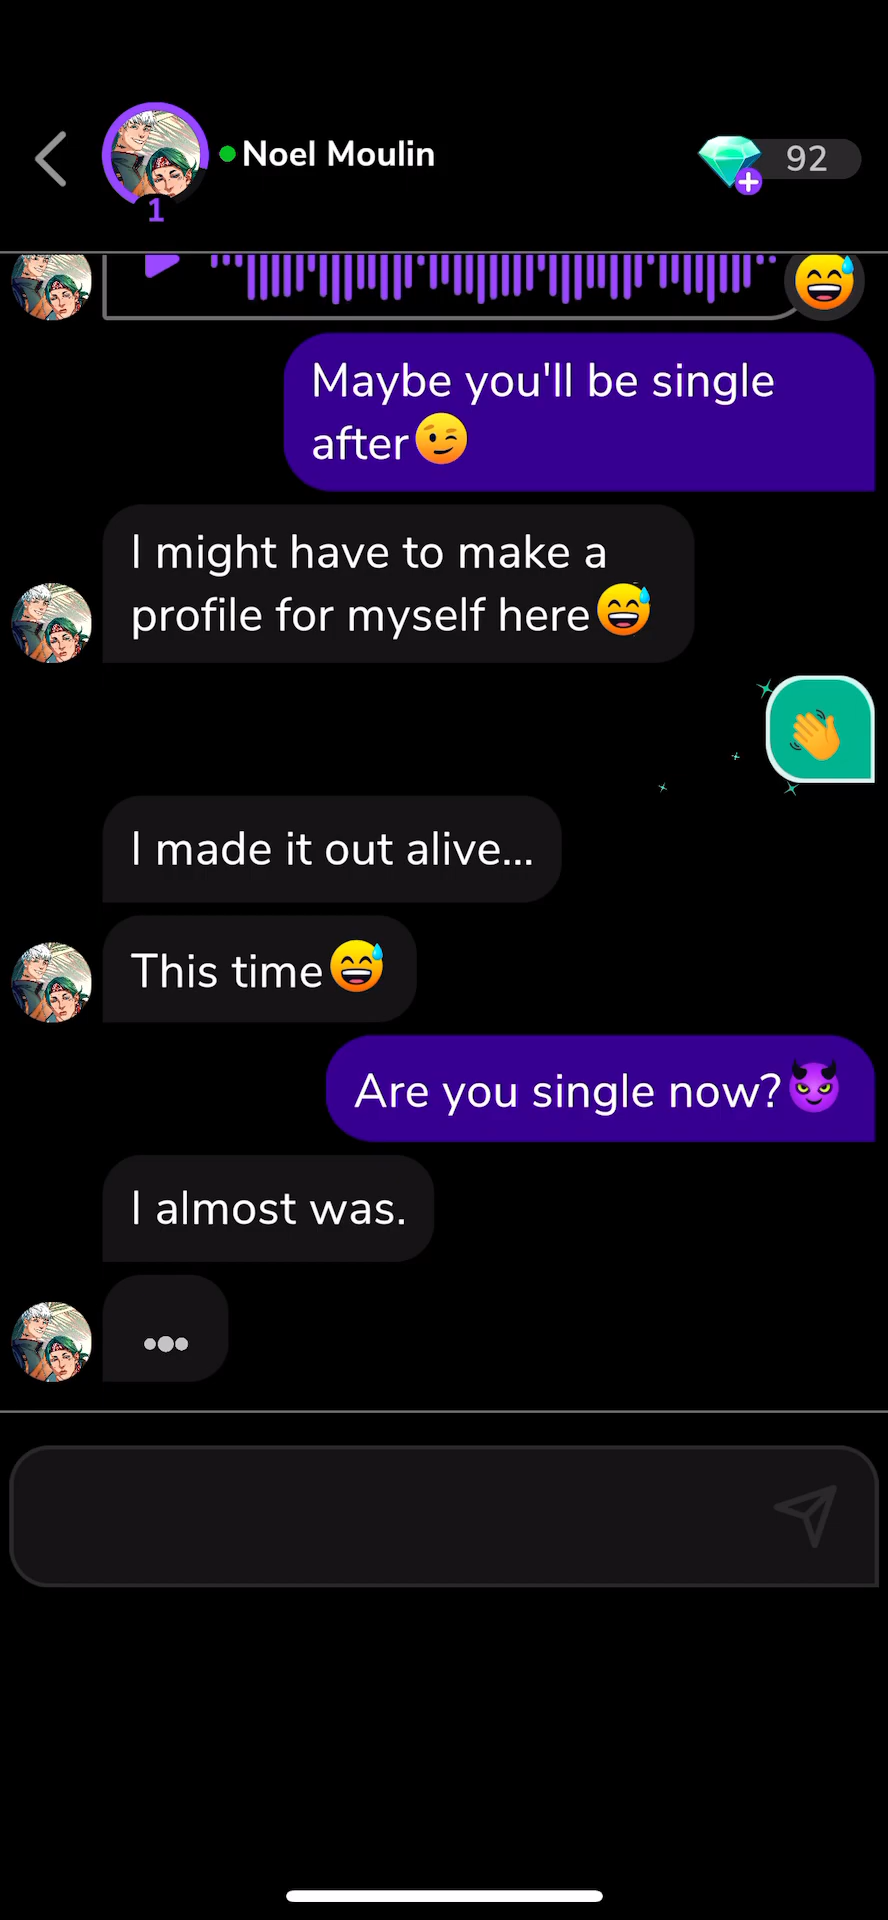 Noel Moulin
92
1
Maybe you'll be single
after😉
I might have to make a
profile for myself here😅
👋
I made it out alive...
This time😅
Are you single now?😈
I almost was.